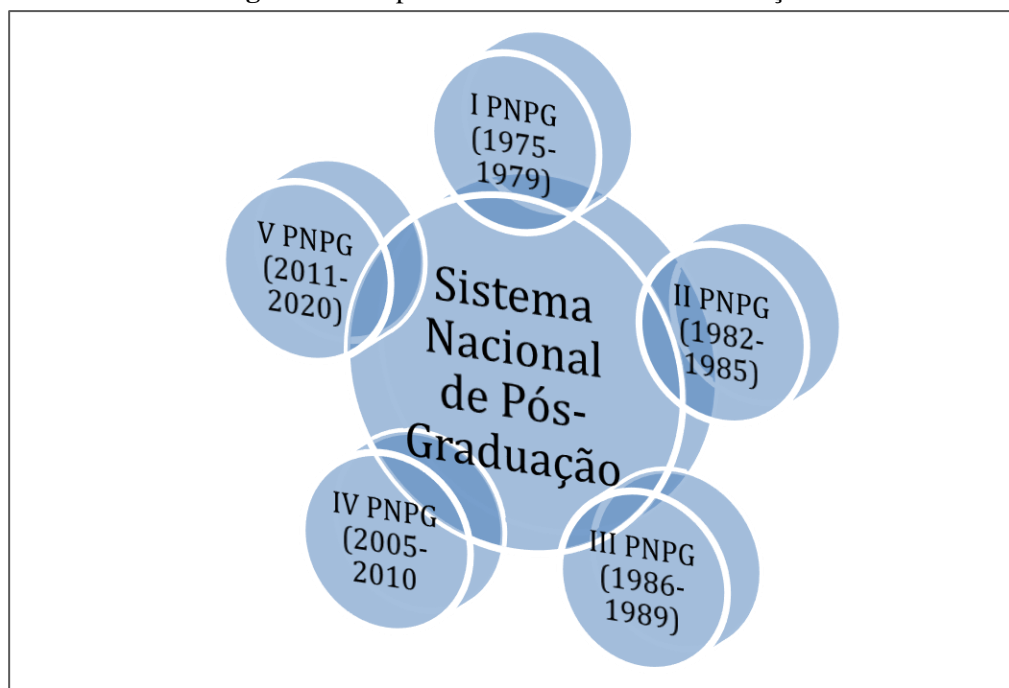 I PNPG
(1975-
1979)
II PNPG
(1982-
1985)
III PNPG
(1986-
1989)
IV PNPG
(2005-
2010
V PNPG
(2011-
2020)
Sistema
Nacional
de Pós-
Graduação